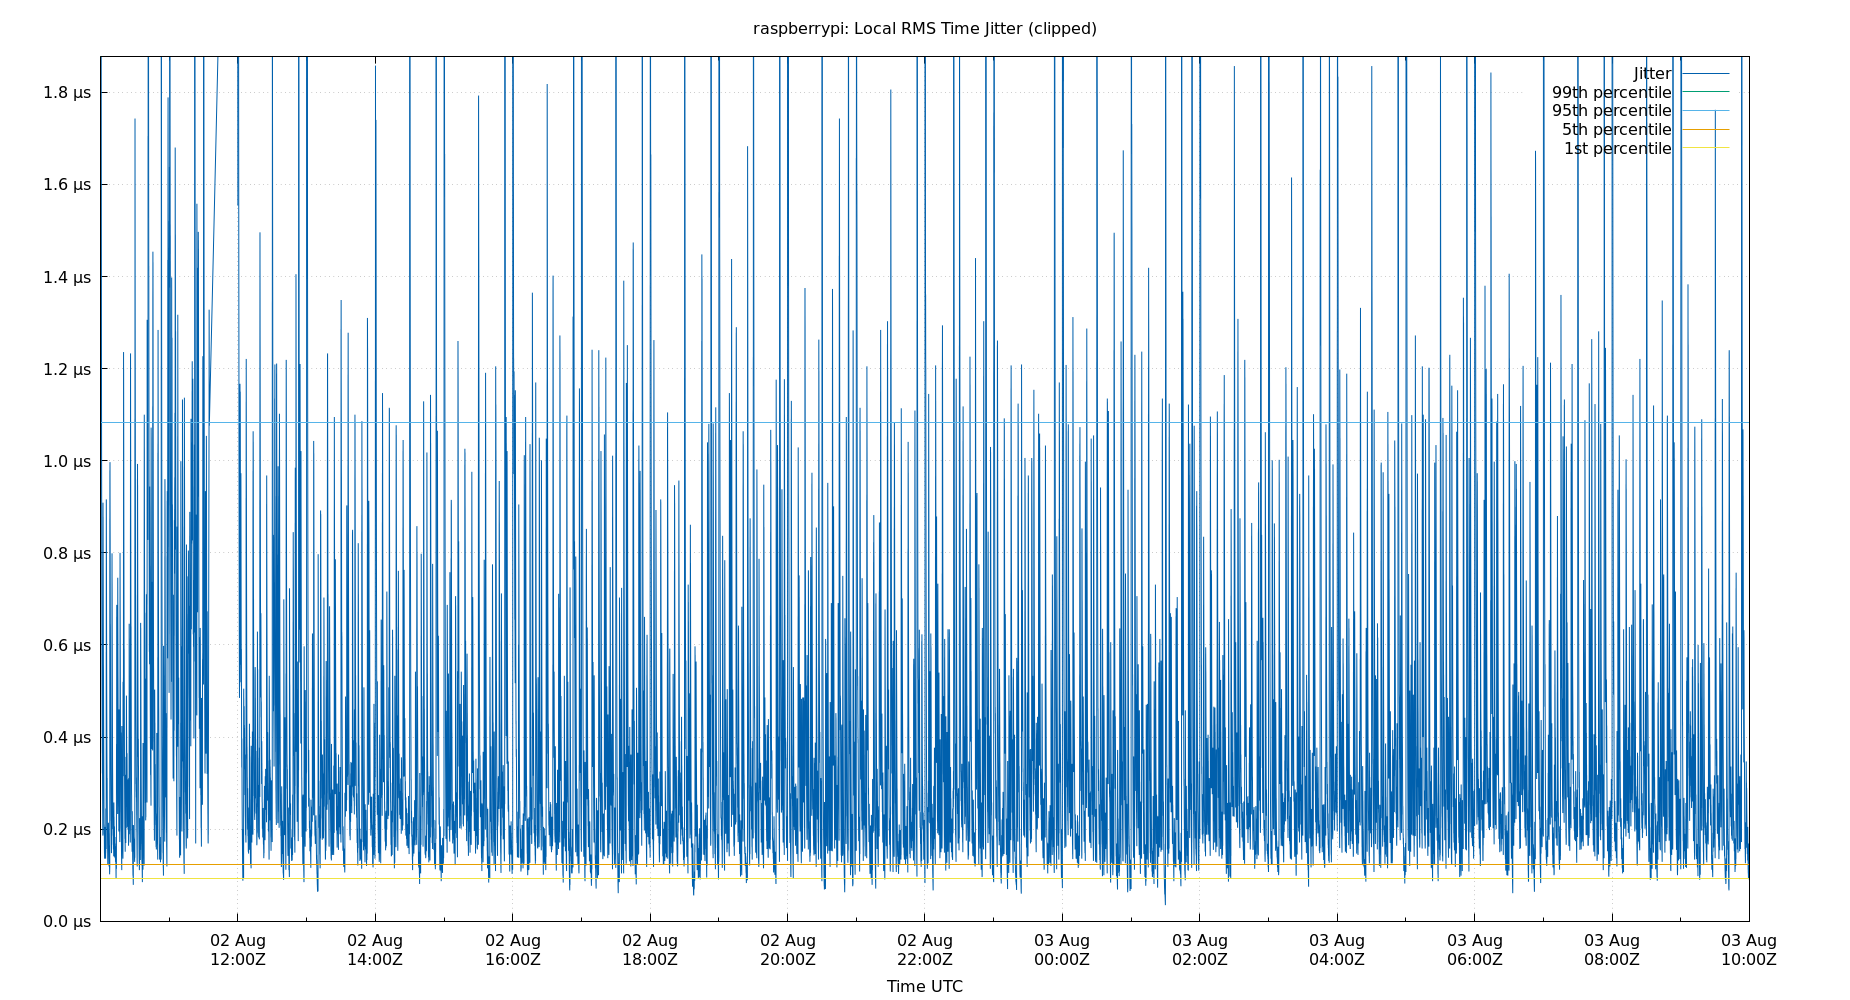 raspberrypi: Local RMS Time Jitter (clipped)
Jitter
99th percentile
95th percentile
5th percentile
1st percentile
1.8 µs
1.6 µs
1.4 µs
1.2 µs
1.0 µs
0.8 µs
0.6 µs
0.4 µs
0.2 µs
0.0 µs
02 Aug 02 Aug 02 Aug 02 Aug 02 Aug 02 Aug 03 Aug 03 Aug 03 Aug 03 Aug 03 Aug 03 Aug
12:00Z 14:00Z 16:00Z 18:00Z 20:00Z 22:00Z 00:00Z 02:00Z 04:00Z 06:00Z 08:00Z 10:00Z
Time UTC